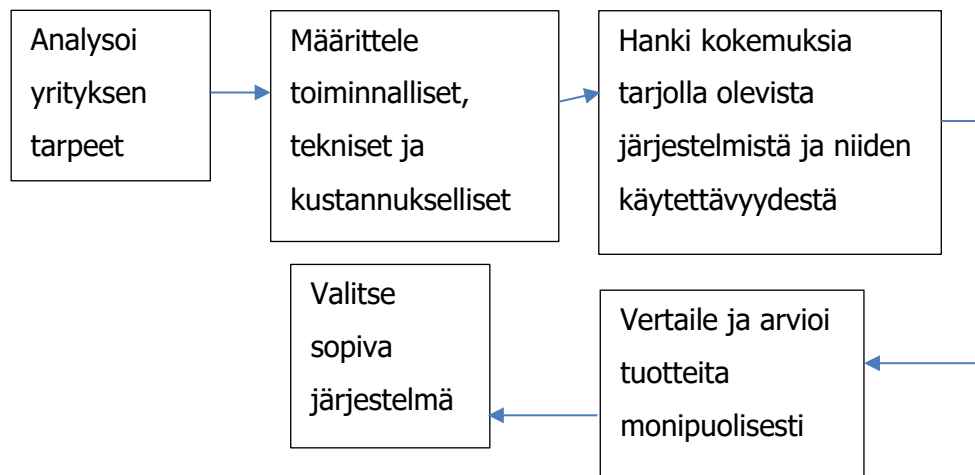 Analysoi
yrityksen
tarpeet
Määrittele
toiminnalliset,
tekniset ja
kustannukselliset
Hanki kokemuksia
tarjolla olevista
järjestelmistä ja niiden
käytettävyydestä
Vertaile ja arvioi
tuotteita
monipuolisesti
Valitse
sopiva
järjestelmä